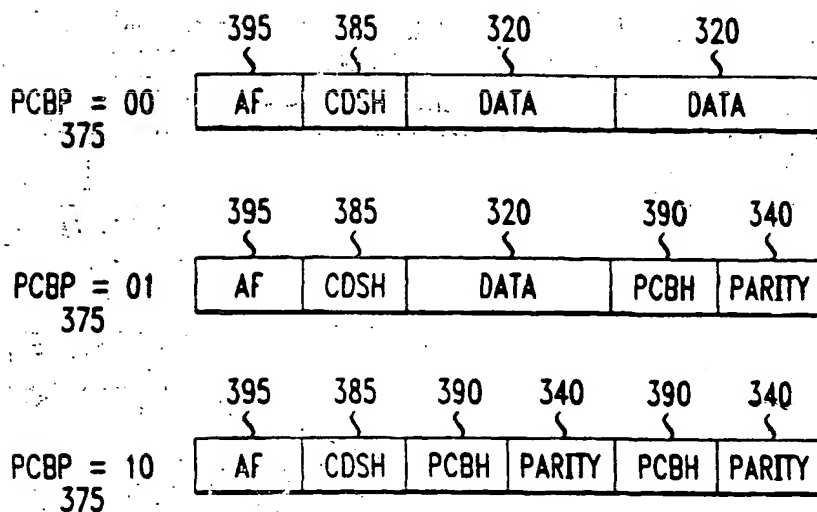 395 385 320 320
PCBP = 00 AF CDSH DATA DATA
375
395 385 320 390 340
PCBP = 01 AF CDSH DATA PCBH PARITY
375
395 385 390 340 390 340
PCBP = 10 AF CDSH PCBH PARITY PCBH PARITY
375